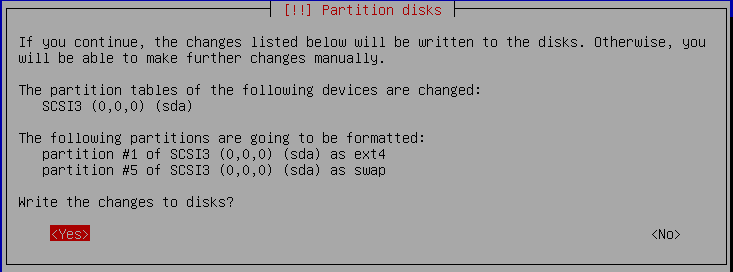 [!!] Partition disks
If you continue, the changes listed below will be written to the disks. Otherwise, you
will be able to make further changes manually.
The partition tables of the following devices are changed:
SCSI3 (0,0,0) (sda)
The following partitions are going to be formatted:
partition #1 of SCSI3 (0,0,0) (sda) as ext4
partition #5 of SCSI3 (0,0,0) (sda) as swap
Write the changes to disks?
<Yes> <No>